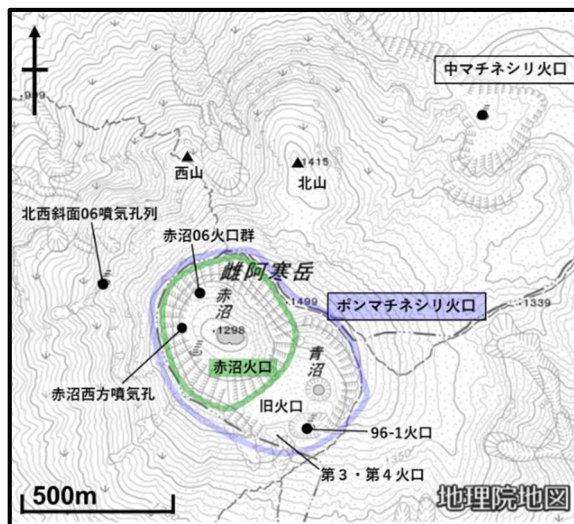 中マチネシリ火口
・999
1415
西山
北山
北西斜面06噴気孔列
赤沼06火口群
雌阿寒岳
赤沼
1499
ポンマチネシリ火口
・1339
・1298
青沼
赤沼火口
赤沼西方噴気孔
旧火口
96-1火口
第3・第4火口
1350
500m
地理院地図